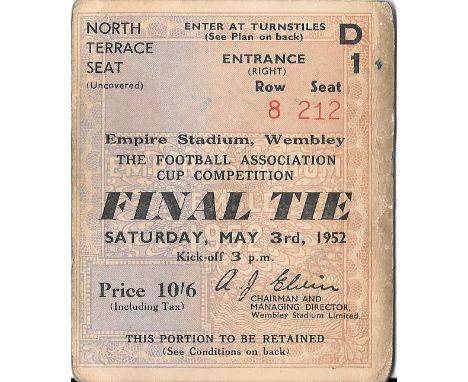 NORTH
TERRACE
SEAT
(Uncovered)
ENTER AT TURNSTILES
(See Plan on back)
D
1
ENTRANCE
(RIGHT)
Row Seat
8 212
Empire Stadium, Wembley
THE FOOTBALL ASSOCIATION
CUP COMPETITION
FINAL TIE
SATURDAY, MAY 3rd, 1952
Kick-off 3 p.m.
Price 10/6
(Including Tax)
A J Elvin
CHAIRMAN AND
MANAGING DIRECTOR,
Wembley Stadium Limited.
THIS PORTION TO BE RETAINED
(See Conditions on back)